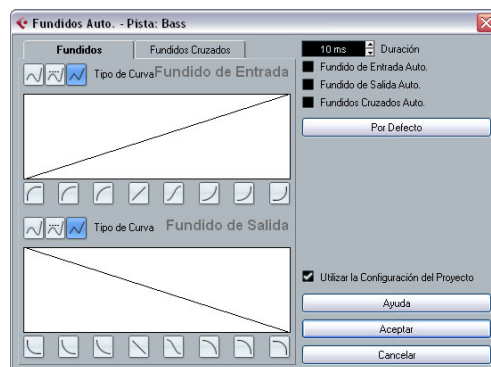 Fundidos Auto. - Pista: Bass
Fundidos
Fundidos Cruzados
Tipo de Curva
Fundido de Entrada
Tipo de Curva
Fundido de Salida
10 ms
Duración
Fundido de Entrada Auto.
Fundido de Salida Auto.
Fundidos Cruzados Auto.
Por Defecto
Utilizar la Configuración del Proyecto
Ayuda
Aceptar
Cancelar